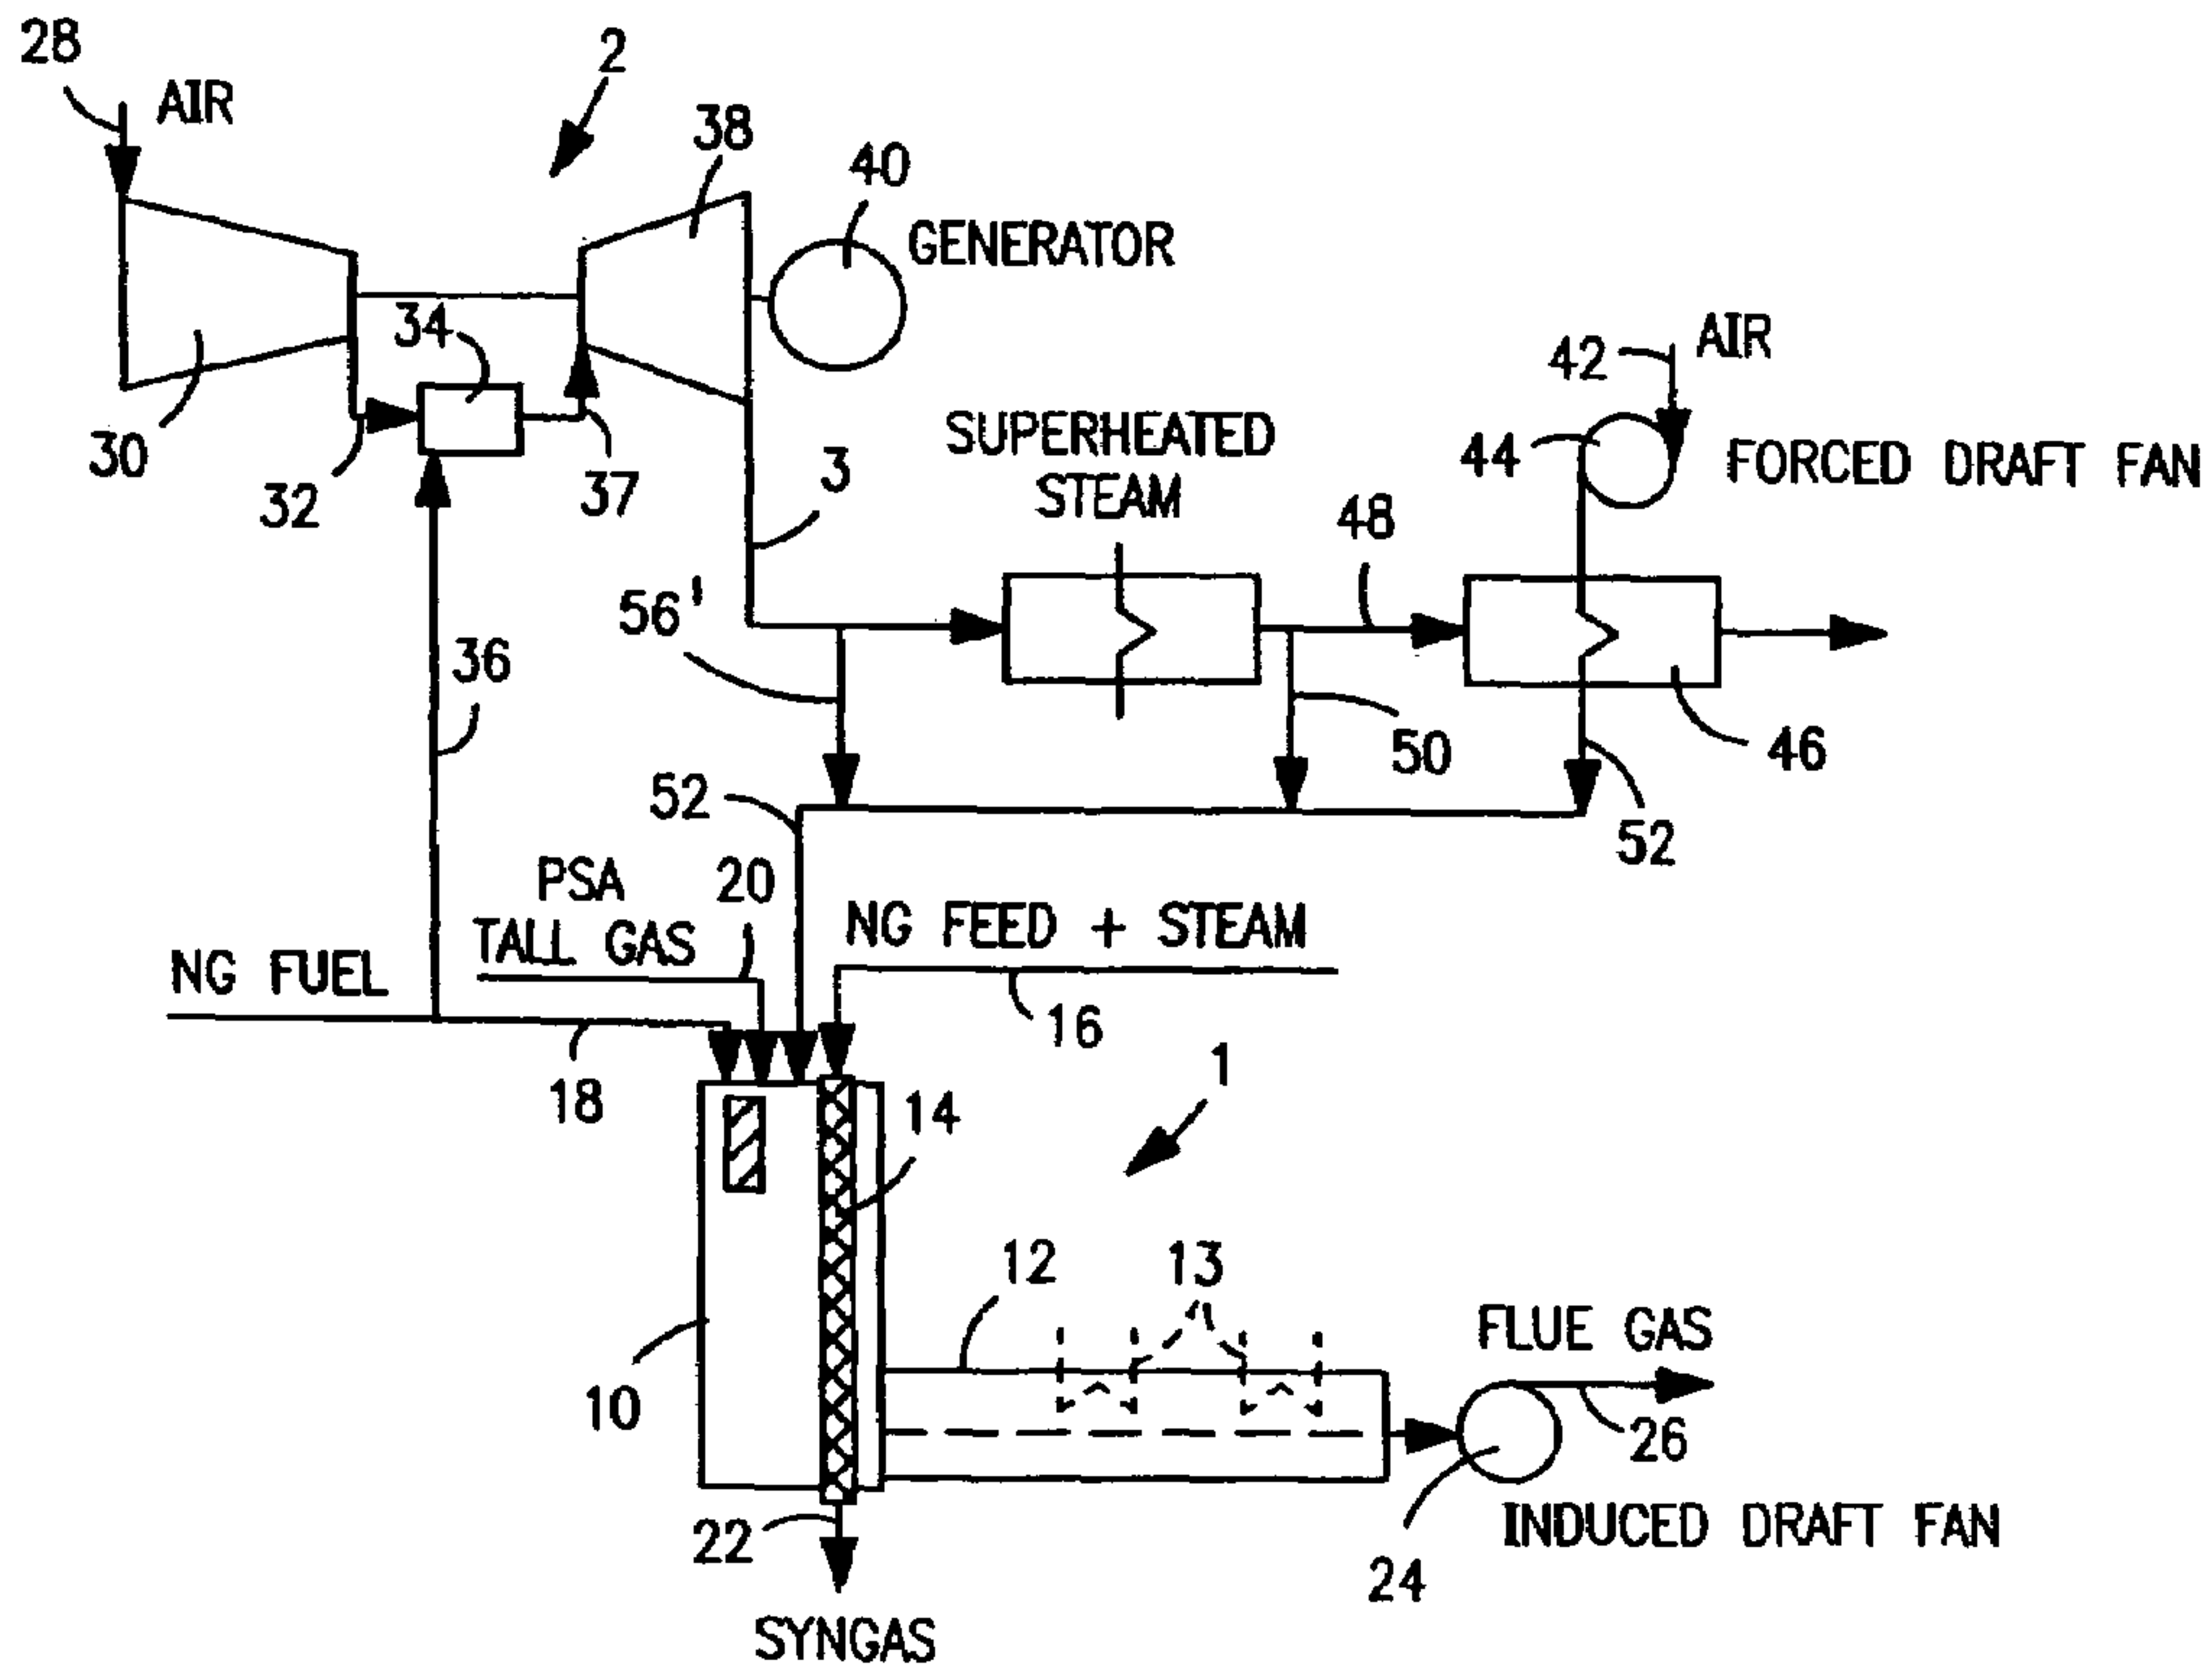 28
AIR
2
38
40
GENERATOR
34
30
32
37
3
SUPERHEATED
STEAM
48
42
AIR
44
FORCED DRAFT FAN
56'
36
50
46
52
52
PSA
TALL GAS
20
NG FEED + STEAM
NG FUEL
16
18
1
14
12
13
10
FLUE GAS
26
22
INDUCED DRAFT FAN
24
SYNGAS